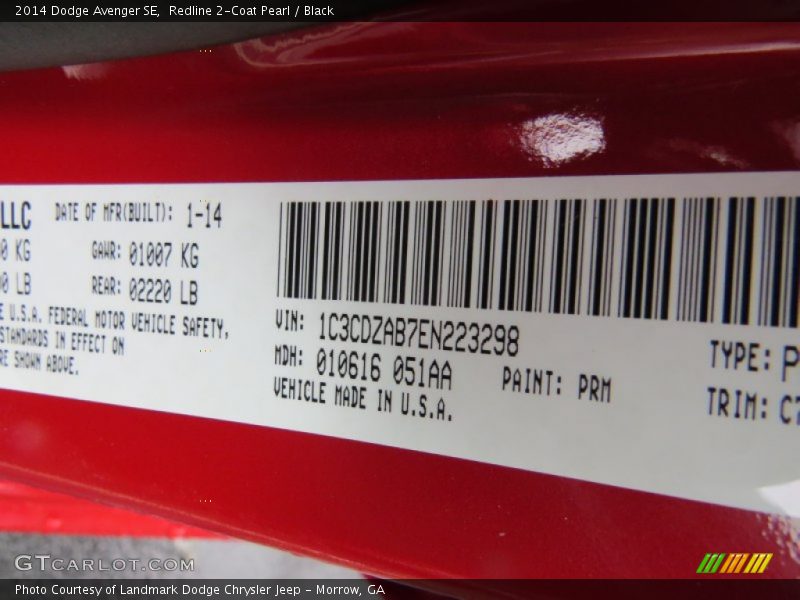 2014 Dodge Avenger SE,  Redline 2-Coat Pearl / Black
LLC
DATE OF MFR(BUILT): 1-14
0 KG
GAWR: 01007 KG
0 LB
REAR: 02220 LB
E U.S.A. FEDERAL MOTOR VEHICLE SAFETY,
STANDARDS IN EFFECT ON
RE SHOWN ABOVE.
VIN: 1C3CDZAB7EN223298
MDH: 010616 051AA
PAINT: PRM
VEHICLE MADE IN U.S.A.
TYPE: P
TRIM: C7
GTCARLOT.COM
Photo Courtesy of Landmark Dodge Chrysler Jeep - Morrow, GA